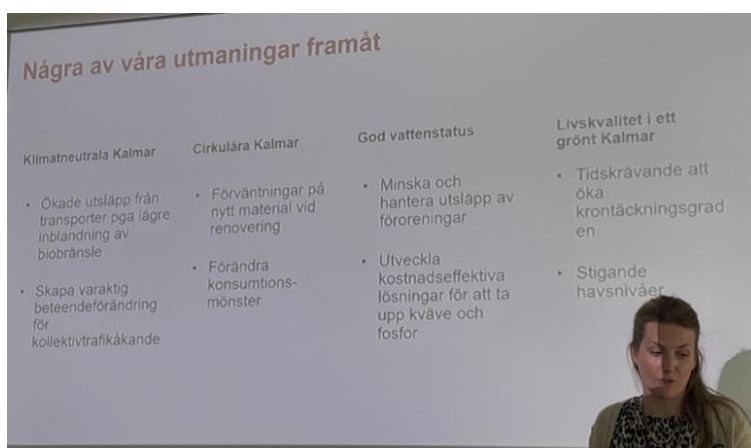 Några av våra utmaningar framåt
Klimatneutrala Kalmar
• Ökade utsläpp från
transporter pga lägre
inblandning av
biobränsle
• Skapa varaktig
beteendeförändring
för
kollektivtrafikåkande
Cirkulära Kalmar
• Förväntningar på
nytt material vid
renovering
• Förändra
konsumtions-
mönster
God vattenstatus
• Minska och
hantera utsläpp av
föroreningar
• Utveckla
kostnadseffektiva
lösningar för att ta
upp kväve och
fosfor
Livskvalitet i ett
grönt Kalmar
• Tidskrävande att
öka
krontäckningsgrad
en
• Stigande
havsnivåer